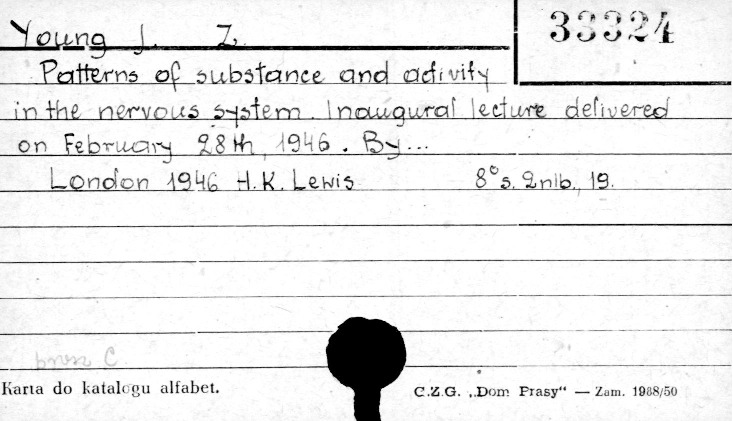 33324
Young J. Z.
Patterns of substance and activity
in the nervous system. Inaugural lecture delivered
on February 28th, 1946. By...
London 1946 H.K. Lewis 8° s. 2nlb., 19.
Karta do katalogu alfabet.
C.Z.G. „Dom Prasy“ — Zam. 1968/50